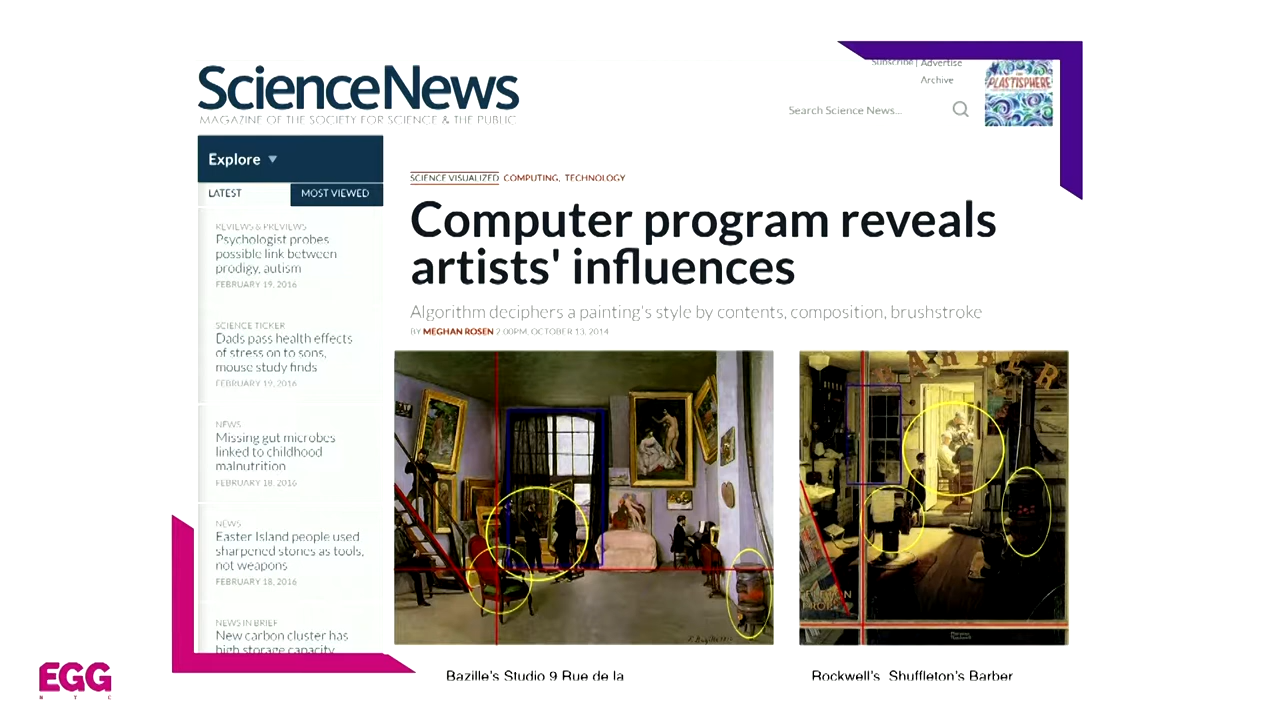 ScienceNews
MAGAZINE OF THE SOCIETY FOR SCIENCE & THE PUBLIC
Subscribe | Advertise
Archive
Search Science News...
PLASTISPHERE
Explore
LATEST
MOST VIEWED
REVIEWS & PREVIEWS
Psychologist probes
possible link between
prodigy, autism
FEBRUARY 19, 2016
SCIENCE TICKER
Dads pass health effects
of stress on to sons,
mouse study finds
FEBRUARY 19, 2016
NEWS
Missing gut microbes
linked to childhood
malnutrition
FEBRUARY 18, 2016
NEWS
Easter Island people used
sharpened stones as tools,
not weapons
FEBRUARY 18, 2016
NEWS IN BRIEF
New carbon cluster has
high storage capacity
SCIENCE VISUALIZED COMPUTING, TECHNOLOGY
Computer program reveals
artists' influences
Algorithm deciphers a painting's style by contents, composition, brushstroke
BY MEGHAN ROSEN 2:00PM, OCTOBER 13, 2014
BARBER
Bazille's Studio 9 Rue de la
Rockwell's Shuffleton's Barber
EGG
N Y C